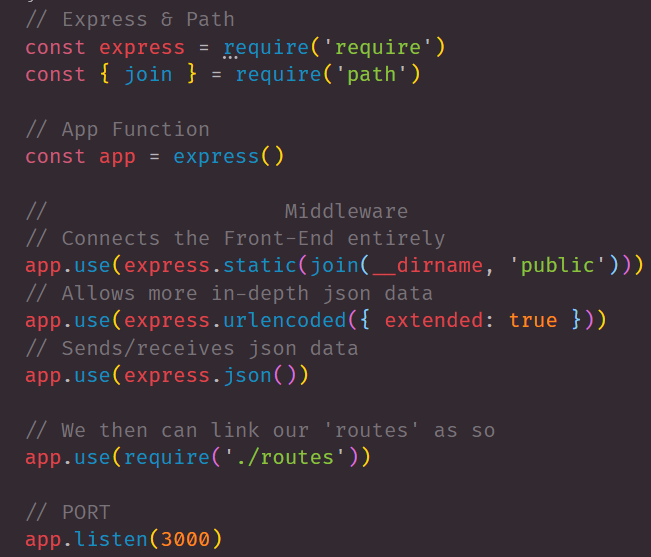 // Express & Path
const express = require('require')
const { join } = require('path')
// App Function
const app = express()
// Middleware
// Connects the Front-End entirely
app.use(express.static(join(__dirname, 'public')))
// Allows more in-depth json data
app.use(express.urlencoded({ extended: true }))
// Sends/receives json data
app.use(express.json())
// We then can link our 'routes' as so
app.use(require('./routes'))
// PORT
app.listen(3000)